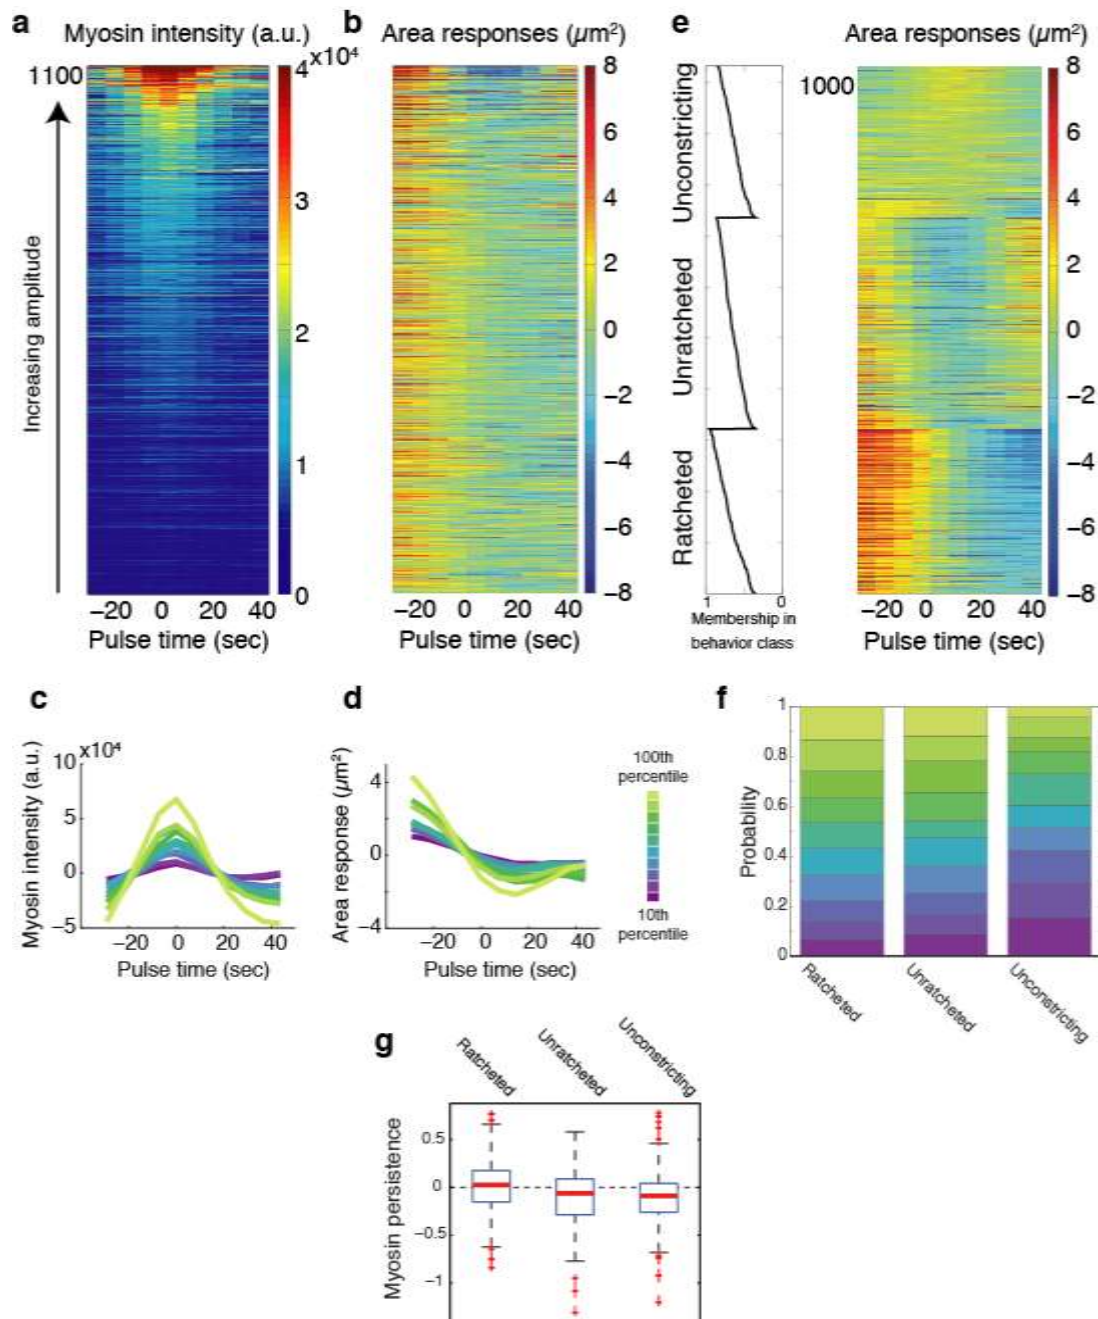 a
Myosin intensity (a.u.)
x10⁴
1100
Increasing amplitude
4
3
2
1
0
−20 0 20 40
Pulse time (sec)
b
Area responses (μm²)
8
6
4
2
0
−2
−4
−6
−8
−20 0 20 40
Pulse time (sec)
e
Unconstricting
Unratcheted
Ratcheted
1 0
Membership in
behavior class
Area responses (μm²)
1000
8
6
4
2
0
−2
−4
−6
−8
−20 0 20 40
Pulse time (sec)
c
Myosin intensity (a.u.)
x10⁴
10
5
0
−5
−20 0 20 40
Pulse time (sec)
d
Area response (μm²)
4
0
−4
−20 0 20 40
Pulse time (sec)
100th
percentile
10th
percentile
f
Probability
1
0.8
0.6
0.4
0.2
0
Ratcheted
Unratcheted
Unconstricting
g
Ratcheted
Unratcheted
Unconstricting
Myosin persistence
0.5
0
−0.5
−1